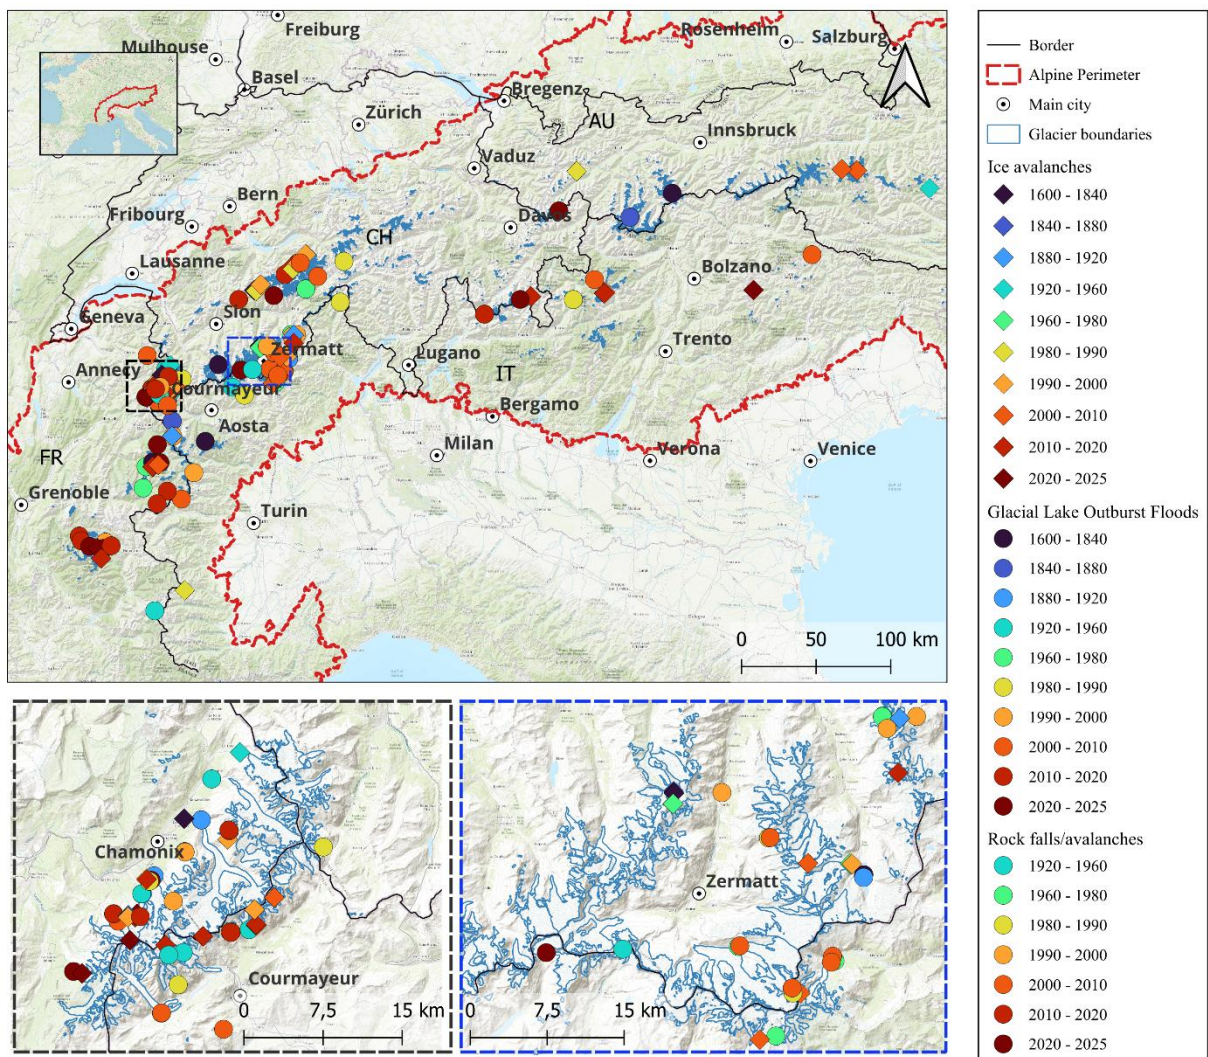 Freiburg
Rosenheim
Salzburg
Mulhouse
Basel
Bregenz
Zürich
AU
Innsbruck
Vaduz
Bern
Fribourg
Davos
CH
Lausanne
Bolzano
Sion
Geneva
Zermatt
Lugano
Trento
Annecy
Courmayeur
IT
Aosta
Bergamo
Milan
Verona
Venice
FR
Grenoble
Turin
0 50 100 km
Chamonix
Courmayeur
0 7,5 15 km
Zermatt
0 7,5 15 km
Border
Alpine Perimeter
Main city
Glacier boundaries
Ice avalanches
1600 - 1840
1840 - 1880
1880 - 1920
1920 - 1960
1960 - 1980
1980 - 1990
1990 - 2000
2000 - 2010
2010 - 2020
2020 - 2025
Glacial Lake Outburst Floods
1600 - 1840
1840 - 1880
1880 - 1920
1920 - 1960
1960 - 1980
1980 - 1990
1990 - 2000
2000 - 2010
2010 - 2020
2020 - 2025
Rock falls/avalanches
1920 - 1960
1960 - 1980
1980 - 1990
1990 - 2000
2000 - 2010
2010 - 2020
2020 - 2025